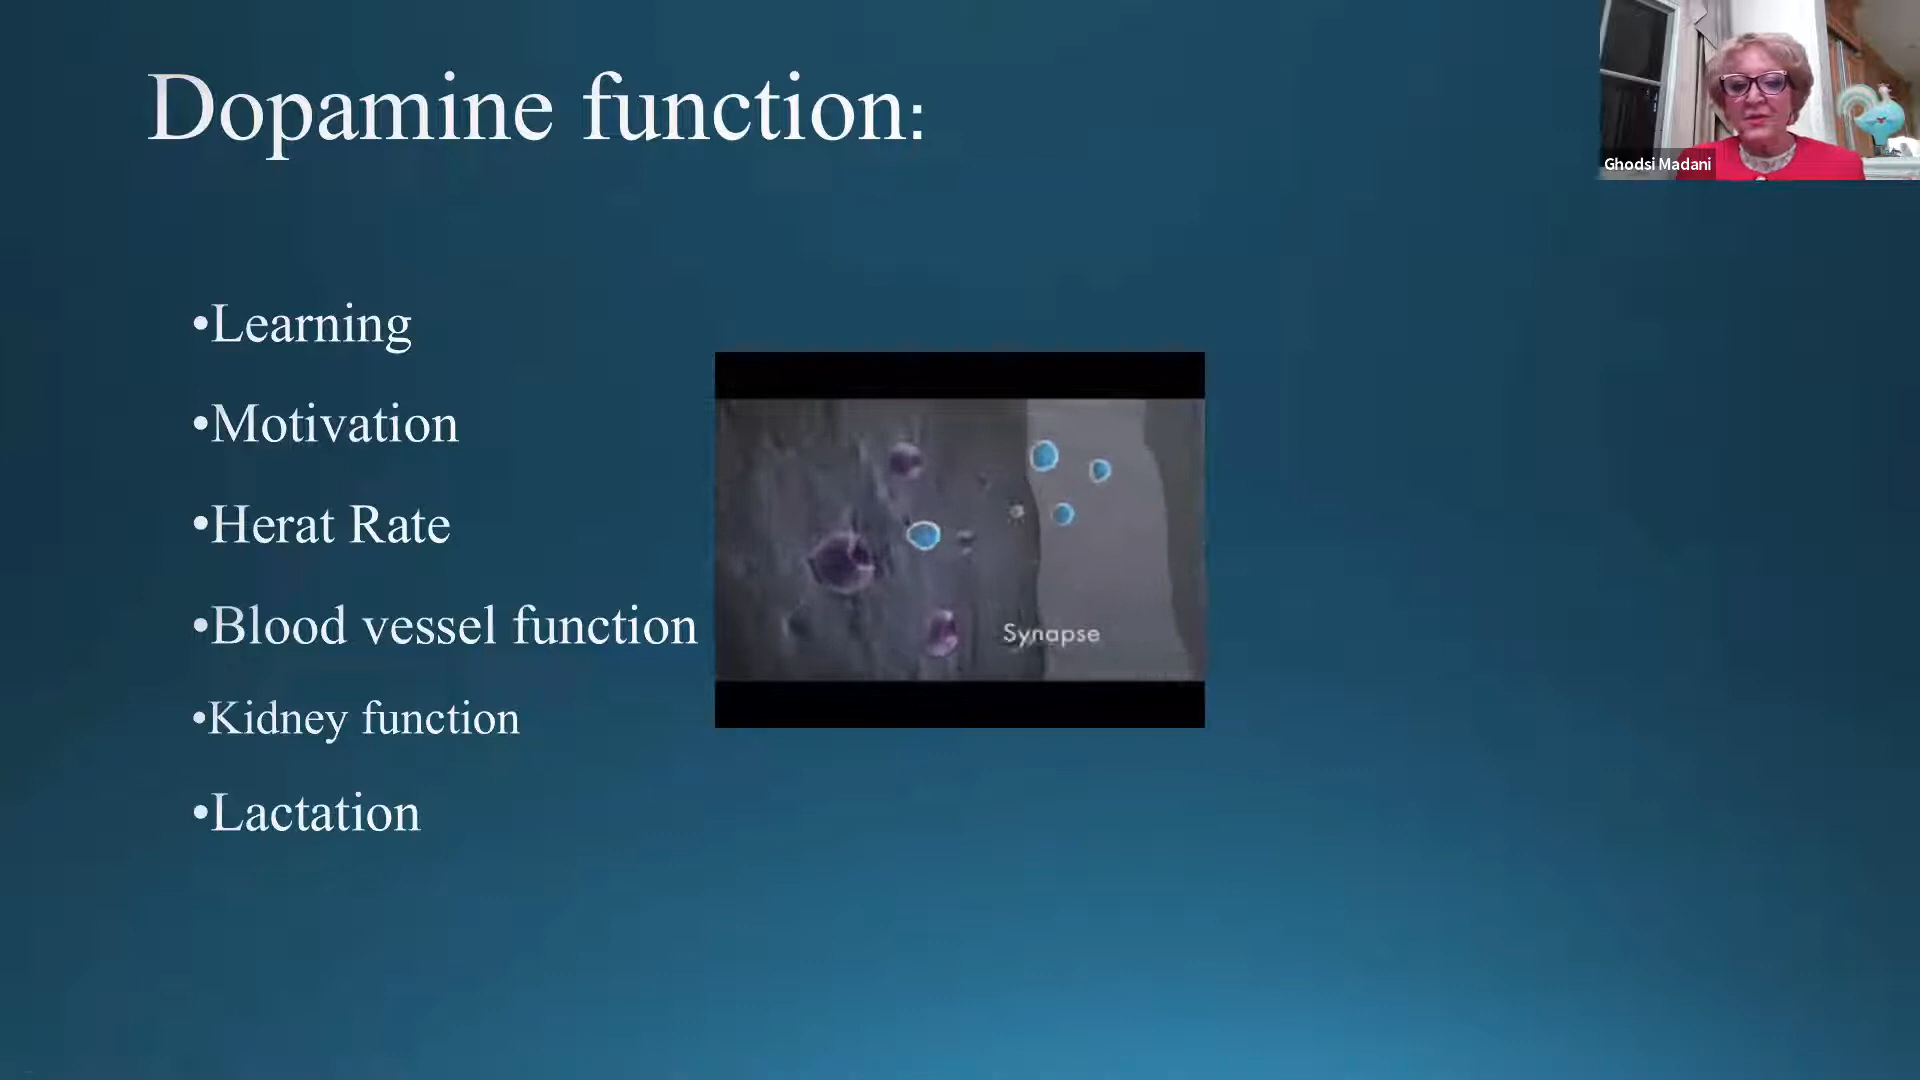 Dopamine function:
Ghodsi Madani
•Learning
•Motivation
•Herat Rate
•Blood vessel function
•Kidney function
•Lactation
Synapse